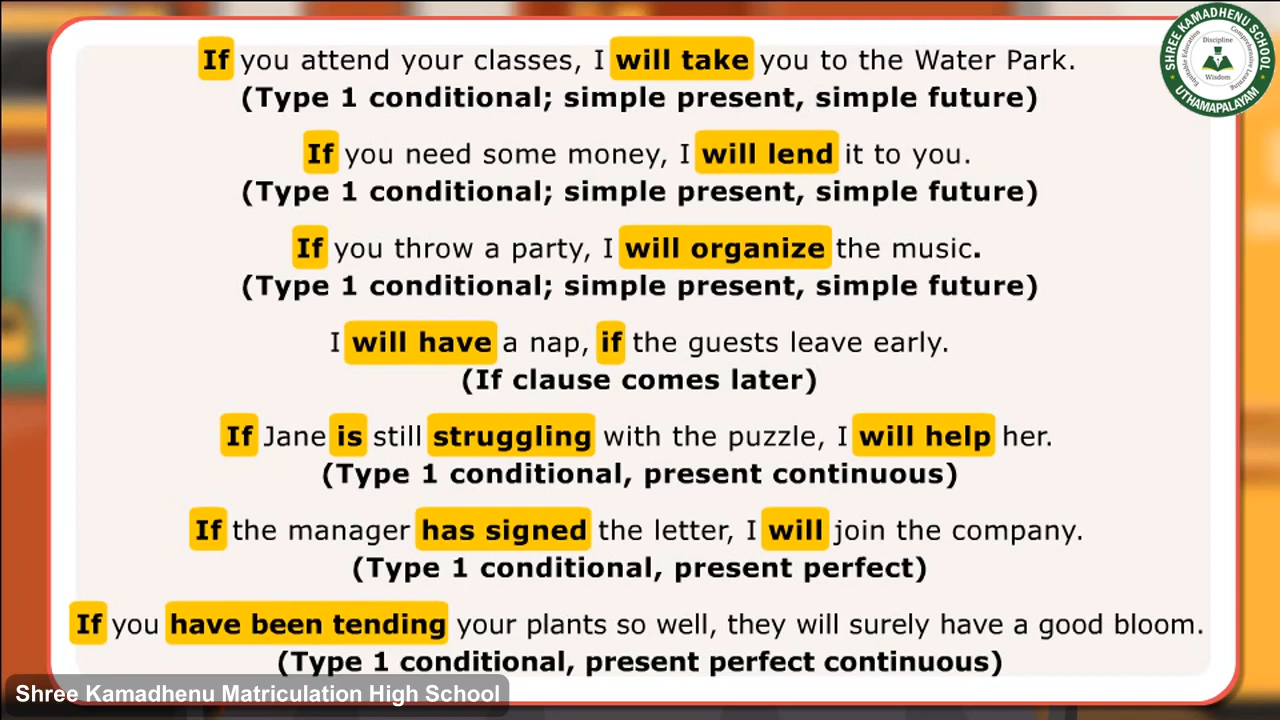 If you attend your classes, I will take you to the Water Park.
(Type 1 conditional; simple present, simple future)
If you need some money, I will lend it to you.
(Type 1 conditional; simple present, simple future)
If you throw a party, I will organize the music.
(Type 1 conditional; simple present, simple future)
I will have a nap, if the guests leave early.
(If clause comes later)
If Jane is still struggling with the puzzle, I will help her.
(Type 1 conditional, present continuous)
If the manager has signed the letter, I will join the company.
(Type 1 conditional, present perfect)
If you have been tending your plants so well, they will surely have a good bloom.
(Type 1 conditional, present perfect continuous)
Shree Kamadhenu Matriculation High School
SHREE KAMADHENU SCHOOL
Discipline
Equitable Education
Comprehensive Learning
Wisdom
UTHAMAPALAYAM